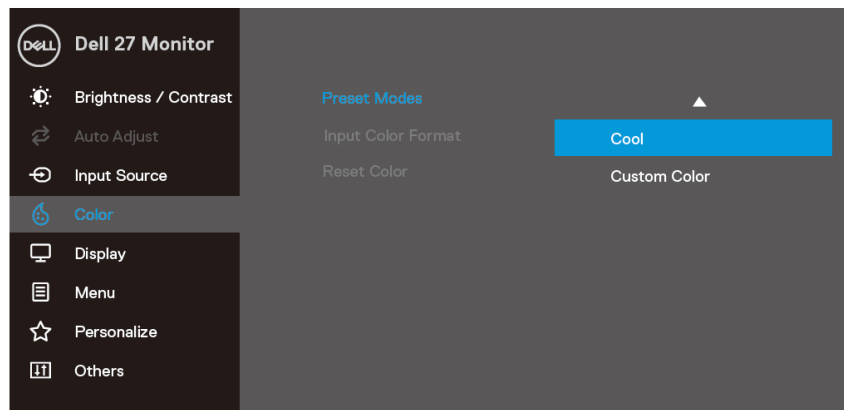 DELL Dell 27 Monitor
Brightness / Contrast
Auto Adjust
Input Source
Color
Display
Menu
Personalize
Others
Preset Modes
Input Color Format
Reset Color
Cool
Custom Color